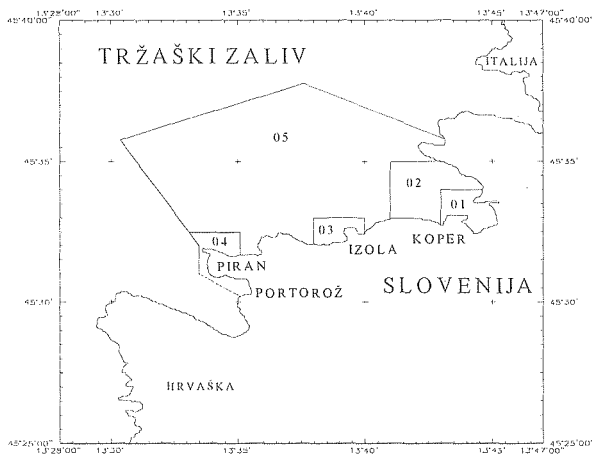 13°28'00" 13°30' 13°35' 13°40' 13°45' 13°47'00"
45°40'00" 45°40'00"
TRŽAŠKI ZALIV
ITALIJA
05
45°35' 45°35'
02
01
03
04
KOPER
IZOLA
PIRAN
SLOVENIJA
PORTOROŽ
45°30' 45°30'
HRVAŠKA
45°25'00" 45°25'00"
13°28'00" 13°30' 13°35' 13°40' 13°45' 13°47'00"